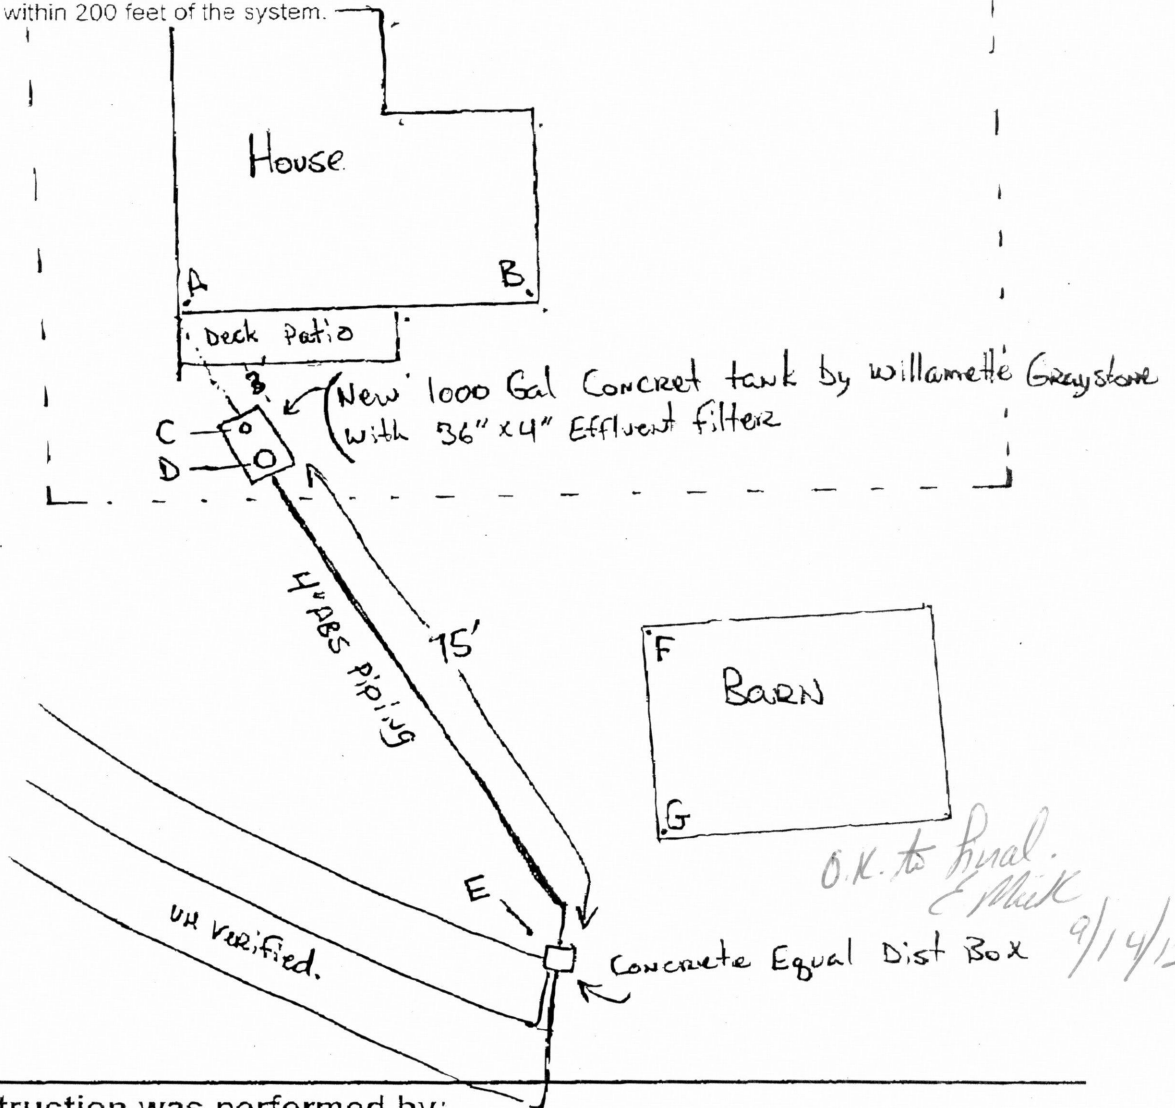 within 200 feet of the system.
House
A
B
Deck Patio
3
New 1000 Gal Concret tank by Willamette Graystone
with 36" x 4" Effluent filter
C
D
4" ABS Piping
75'
F
BARN
G
O.K. to final.
E
9/14/1
UN Verified.
Concrete Equal Dist Box
truction was performed by: